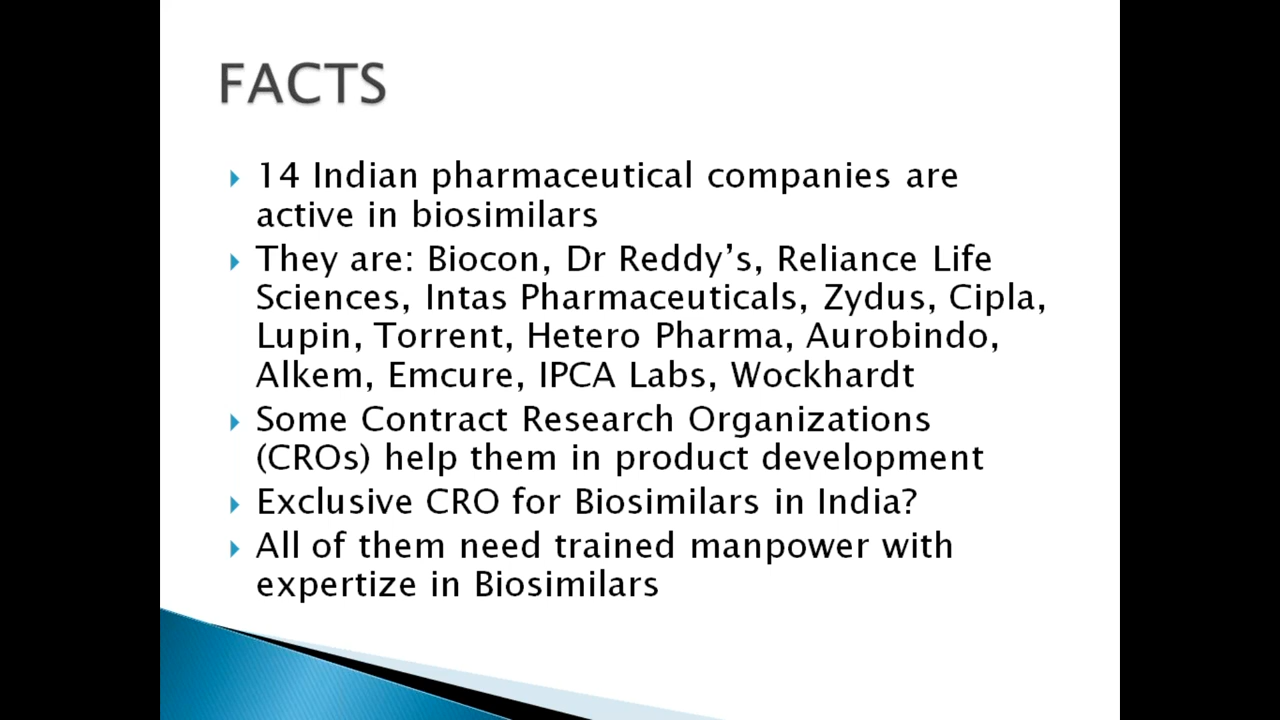 FACTS
14 Indian pharmaceutical companies are
active in biosimilars
They are: Biocon, Dr Reddy’s, Reliance Life
Sciences, Intas Pharmaceuticals, Zydus, Cipla,
Lupin, Torrent, Hetero Pharma, Aurobindo,
Alkem, Emcure, IPCA Labs, Wockhardt
Some Contract Research Organizations
(CROs) help them in product development
Exclusive CRO for Biosimilars in India?
All of them need trained manpower with
expertize in Biosimilars